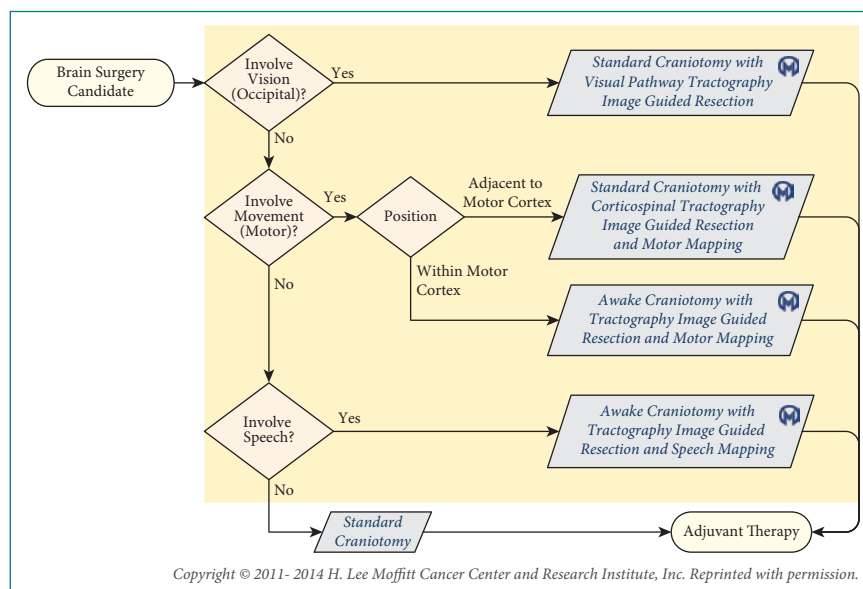 Brain Surgery
Candidate
Involve
Vision
(Occipital)?
Yes
Standard Craniotomy with
Visual Pathway Tractography
Image Guided Resection
No
Involve
Movement
(Motor)?
Yes
Position
Adjacent to
Motor Cortex
Standard Craniotomy with
Corticospinal Tractography
Image Guided Resection
and Motor Mapping
Within Motor
Cortex
No
Awake Craniotomy with
Tractography Image Guided
Resection and Motor Mapping
Involve
Speech?
Yes
Awake Craniotomy with
Tractography Image Guided
Resection and Speech Mapping
No
Standard
Craniotomy
Adjuvant Therapy
Copyright © 2011- 2014 H. Lee Moffitt Cancer Center and Research Institute, Inc. Reprinted with permission.